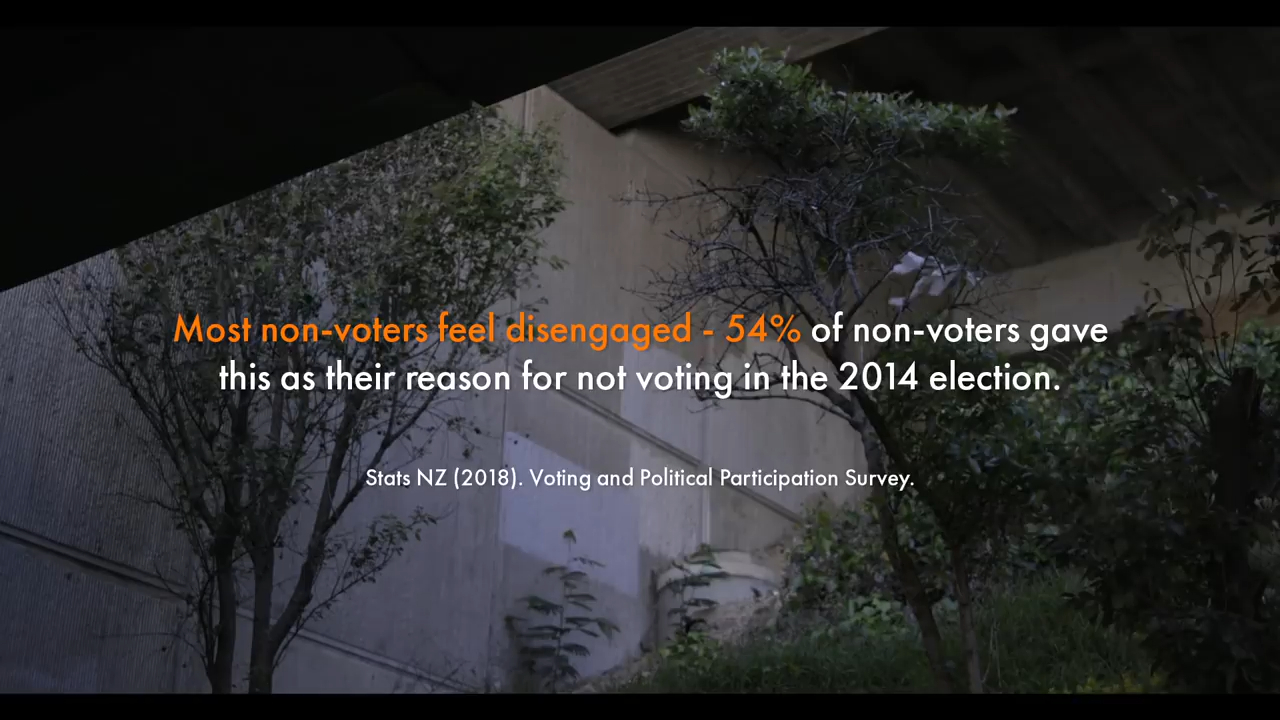 Most non-voters feel disengaged - 54% of non-voters gave
this as their reason for not voting in the 2014 election.
Stats NZ (2018). Voting and Political Participation Survey.